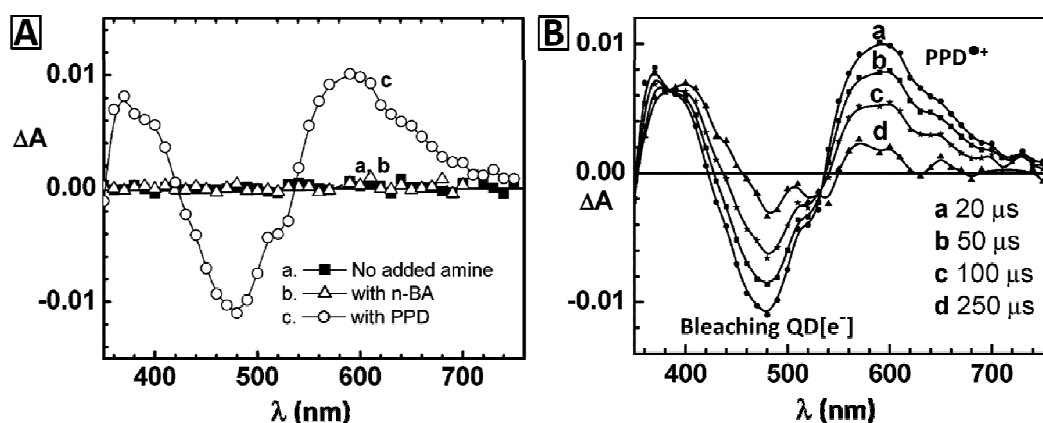 A
0.01
0.00
-0.01
ΔA
c
a
b
a. No added amine
b. with n-BA
c. with PPD
400
500
600
700
λ (nm)
B
0.01
0.00
-0.01
ΔA
a
b
c
d
PPD●+
a 20 μs
b 50 μs
c 100 μs
d 250 μs
Bleaching QD[e⁻]
400
500
600
700
λ (nm)